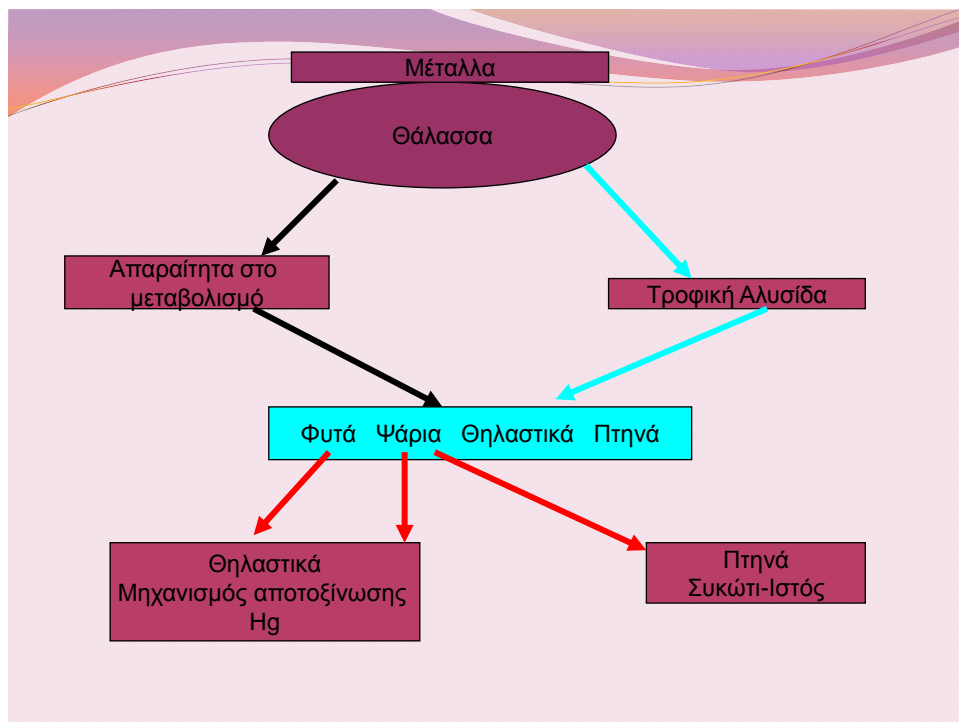 Μέταλλα
Θάλασσα
Απαραίτητα στο
μεταβολισμό
Τροφική Αλυσίδα
Φυτά Ψάρια Θηλαστικά Πτηνά
Θηλαστικά
Μηχανισμός αποτοξίνωσης
Hg
Πτηνά
Συκώτι-Ιστός